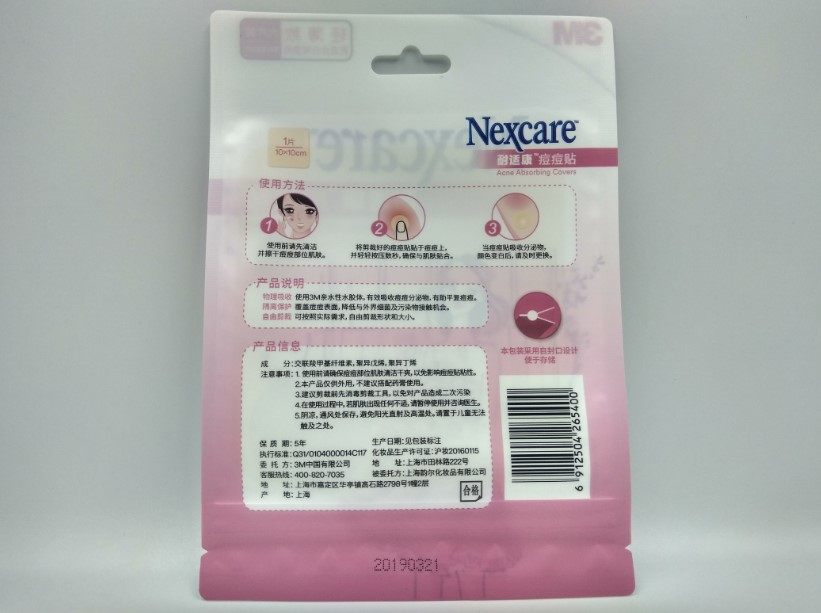 3M
Nexcare™
耐适康™痘痘贴
Acne Absorbing Covers
1片
10×10cm
使用方法
1
使用前请先清洁
并擦干痘痘部位肌肤。
2
将剪裁好的痘痘贴贴于痘痘上,
并轻轻按压数秒,确保与肌肤贴合。
3
当痘痘贴吸收分泌物,
颜色变白后,请及时更换。
产品说明
物理吸收 使用3M亲水性水胶体,有效吸收痘痘分泌物,有助平复痘痘。
隔离保护 覆盖痘痘表面,降低与外界细菌及污染物接触机会。
自由剪裁 可按照实际需求,自由剪裁形状和大小。
本包装采用自封口设计
便于存储
产品信息
成 分:交联羧甲基纤维素,聚异戊烯,聚异丁烯
注意事项:1.使用前请确保痘痘部位肌肤清洁干爽,以免影响痘痘贴粘性。
2.本产品仅供外用,不建议搭配药膏使用。
3.建议剪裁前先消毒剪裁工具,以免对产品造成二次污染
4.在使用过程中,若肌肤出现任何不适,请暂停使用并咨询医生。
5.阴凉,通风处保存,避免阳光直射及高温处。请置于儿童无法
触及之处。
保 质 期:5年 生产日期:见包装标注
执行标准:Q31/0104000014C117 化妆品生产许可证:沪妆20160115
委 托 方:3M中国有限公司 地 址:上海市田林路222号
客服热线:400-820-7035 被委托方:上海韵尔化妆品有限公司
地 址:上海市嘉定区华亭镇高石路2798号1幢2层
产 地:上海
合格
6 912504 265400
20190321